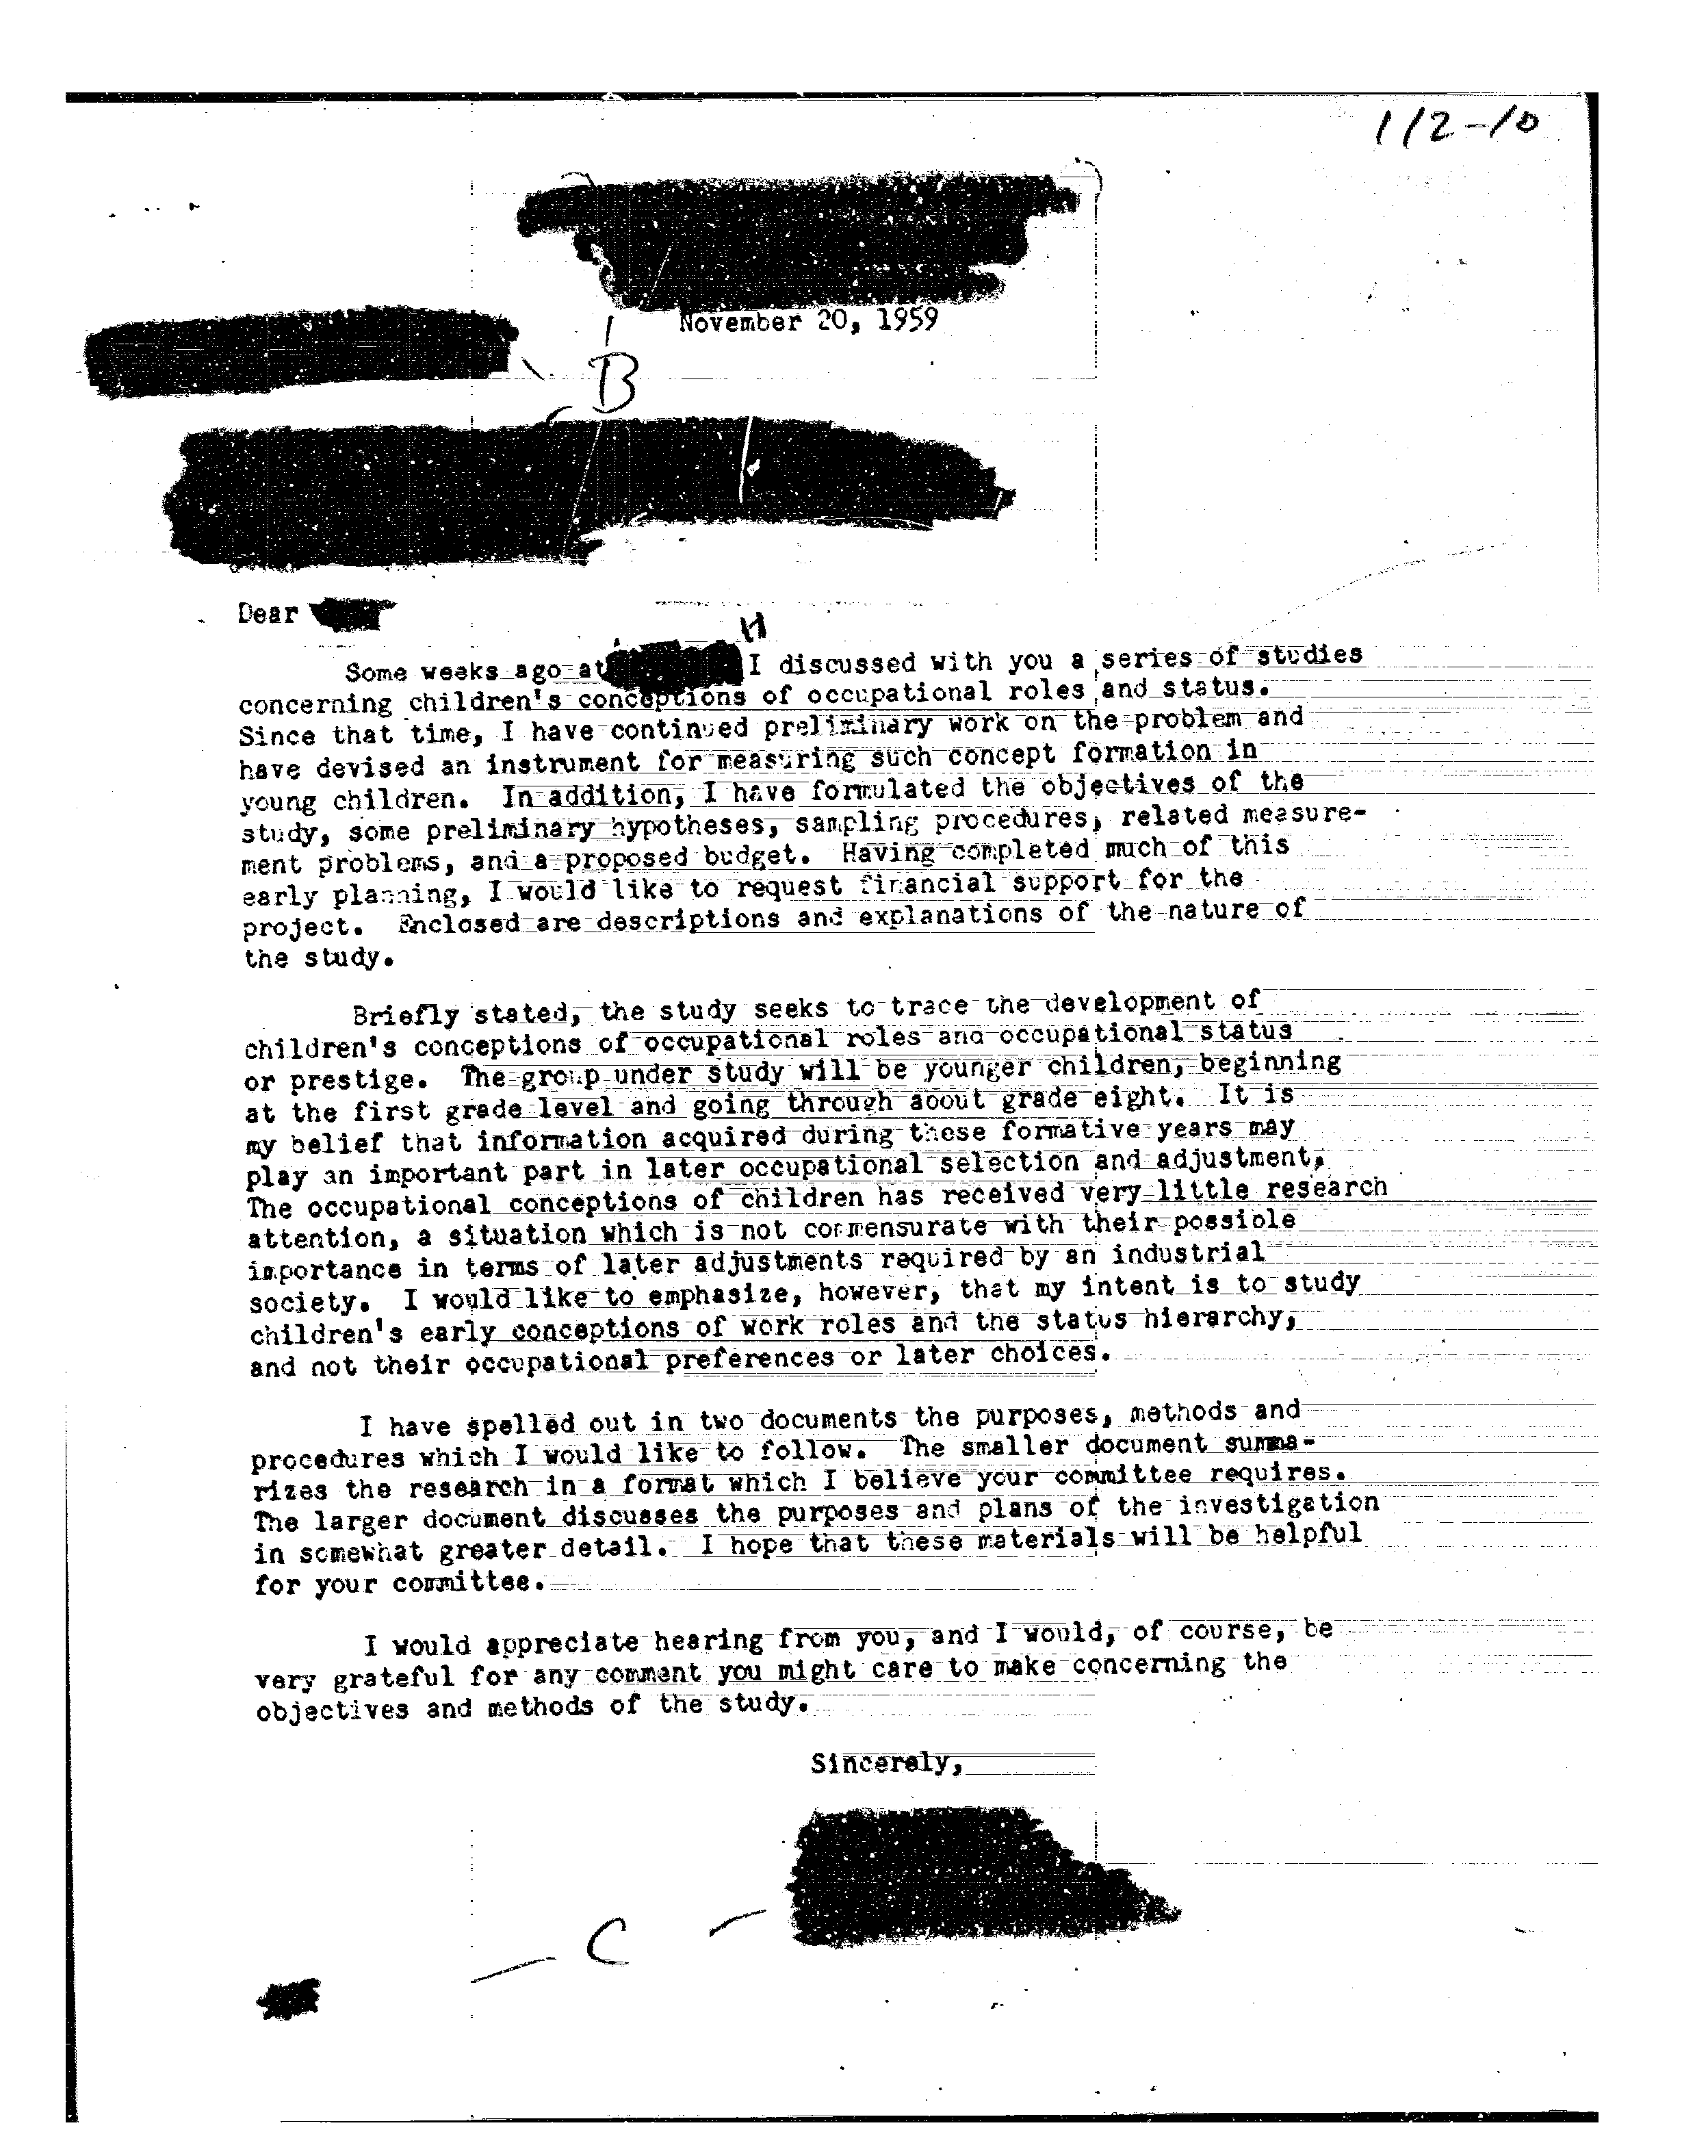 112-10
November 20, 1959
B
Dear
H
Some weeks ago at I discussed with you a series of studies
concerning children's conceptions of occupational roles and status.
Since that time, I have continued preliminary work on the problem and
have devised an instrument for measuring such concept formation in
young children. In addition, I have formulated the objectives of the
study, some preliminary hypotheses, sampling procedures, related measure-
ment problems, and a proposed budget. Having completed much of this
early planning, I would like to request financial support for the
project. Enclosed are descriptions and explanations of the nature of
the study.
Briefly stated, the study seeks to trace the development of
children's conceptions of occupational roles and occupational status
or prestige. The group under study will be younger children, beginning
at the first grade level and going through about grade eight. It is
my belief that information acquired during these formative years may
play an important part in later occupational selection and adjustment.
The occupational conceptions of children has received very little research
attention, a situation which is not commensurate with their possible
importance in terms of later adjustments required by an industrial
society. I would like to emphasize, however, that my intent is to study
children's early conceptions of work roles and the status hierarchy,
and not their occupational preferences or later choices.
I have spelled out in two documents the purposes, methods and
procedures which I would like to follow. The smaller document summa-
rizes the research in a format which I believe your committee requires.
The larger document discusses the purposes and plans of the investigation
in somewhat greater detail. I hope that these materials will be helpful
for your committee.
I would appreciate hearing from you, and I would, of course, be
very grateful for any comment you might care to make concerning the
objectives and methods of the study.
Sincerely,
C